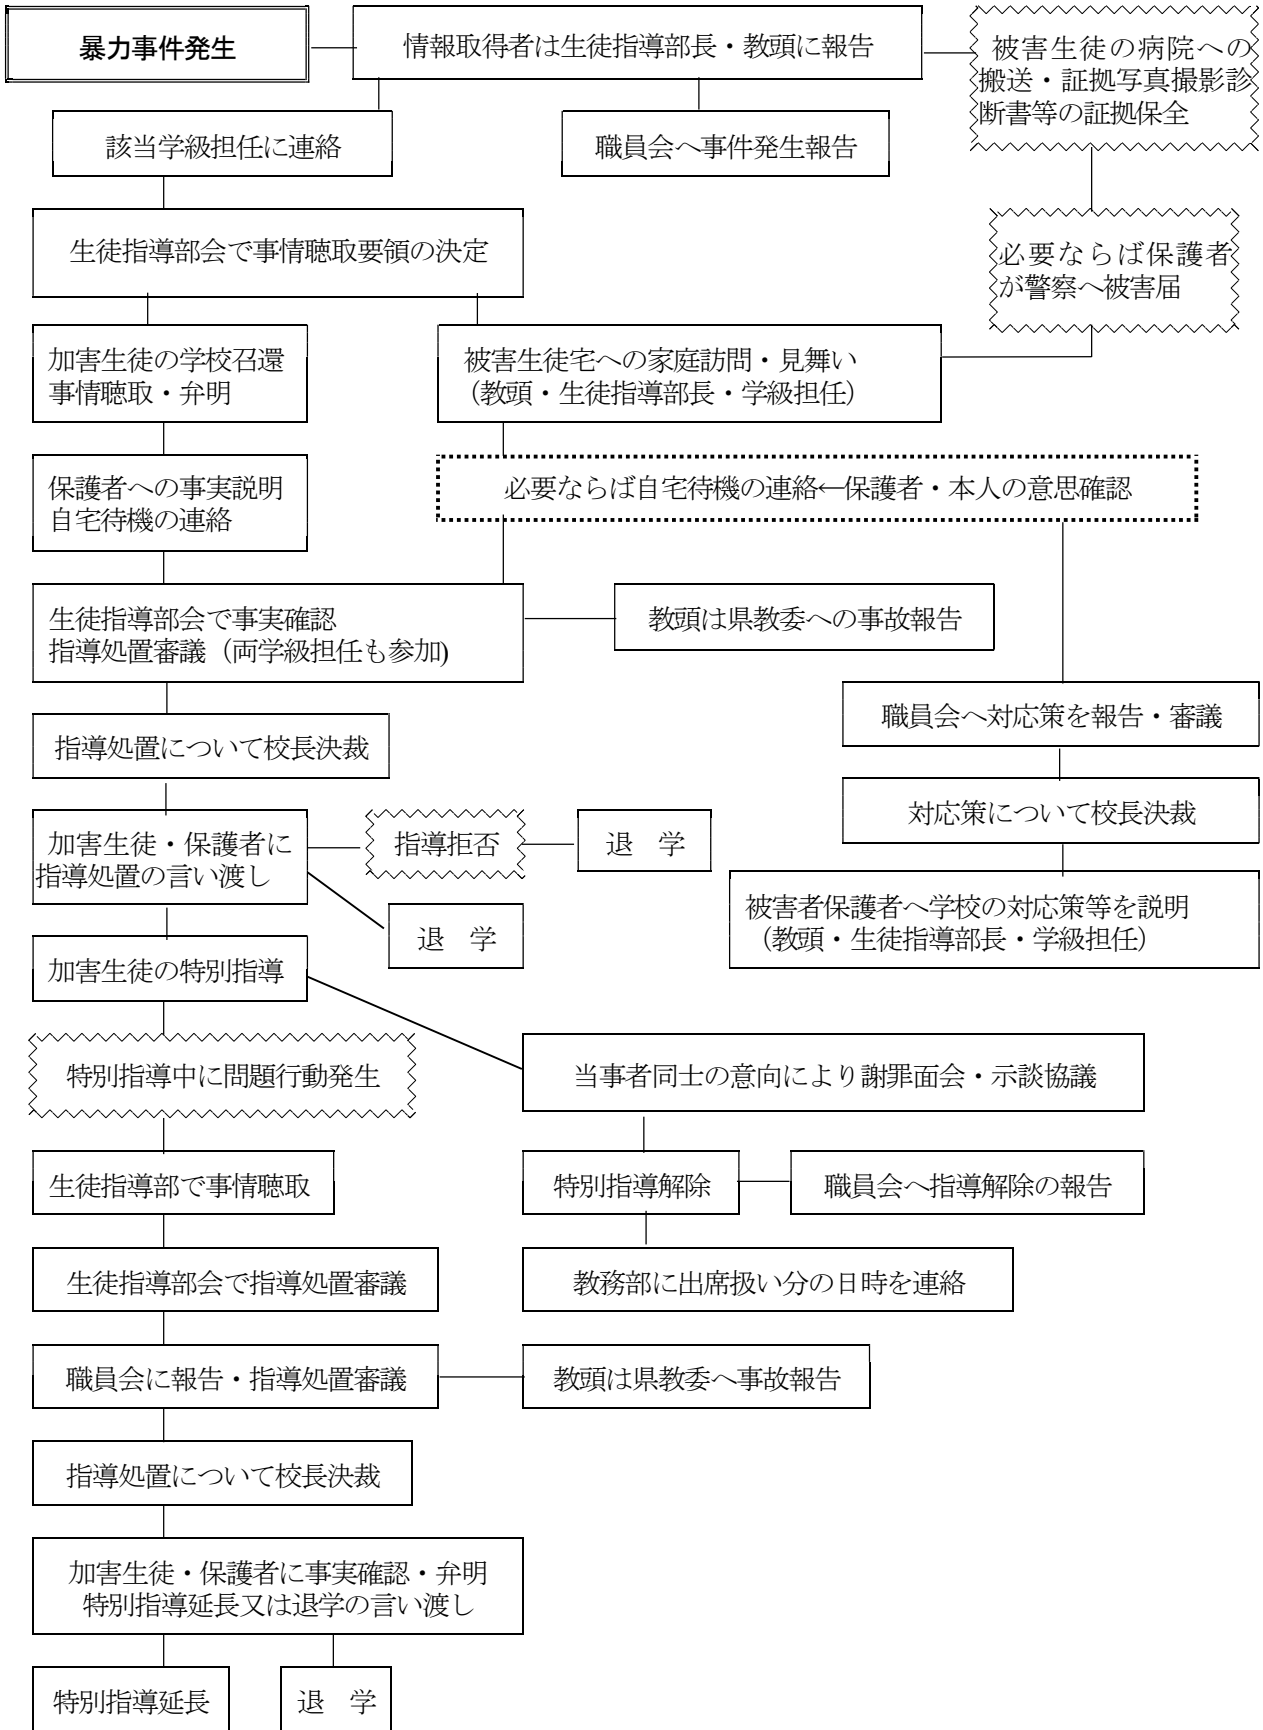 暴力事件発生
情報取得者は生徒指導部長・教頭に報告
被害生徒の病院への
搬送・証拠写真撮影診
断書等の証拠保全
該当学級担任に連絡
職員会へ事件発生報告
生徒指導部会で事情聴取要領の決定
必要ならば保護者
が警察へ被害届
加害生徒の学校召還
事情聴取・弁明
被害生徒宅への家庭訪問・見舞い
（教頭・生徒指導部長・学級担任）
保護者への事実説明
自宅待機の連絡
必要ならば自宅待機の連絡←保護者・本人の意思確認
生徒指導部会で事実確認
指導処置審議（両学級担任も参加)
教頭は県教委への事故報告
職員会へ対応策を報告・審議
指導処置について校長決裁
対応策について校長決裁
加害生徒・保護者に
指導処置の言い渡し
指導拒否
退　学
退　学
被害者保護者へ学校の対応策等を説明
（教頭・生徒指導部長・学級担任）
加害生徒の特別指導
特別指導中に問題行動発生
当事者同士の意向により謝罪面会・示談協議
生徒指導部で事情聴取
特別指導解除
職員会へ指導解除の報告
生徒指導部会で指導処置審議
教務部に出席扱い分の日時を連絡
職員会に報告・指導処置審議
教頭は県教委へ事故報告
指導処置について校長決裁
加害生徒・保護者に事実確認・弁明
特別指導延長又は退学の言い渡し
特別指導延長
退　学